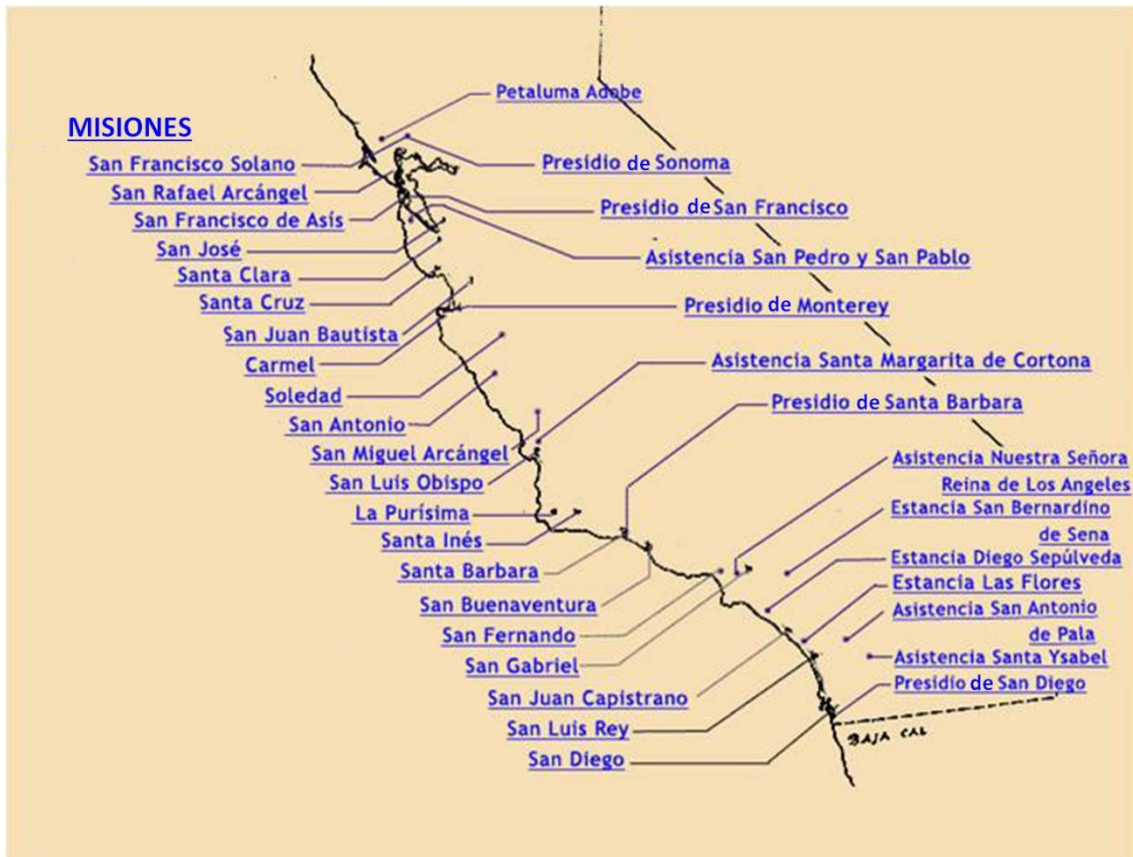 Petaluma Adobe
MISIONES
San Francisco Solano
Presidio de Sonoma
San Rafael Arcángel
San Francisco de Asís
Presidio de San Francisco
San José
Asistencia San Pedro y San Pablo
Santa Clara
Santa Cruz
Presidio de Monterey
San Juan Bautista
Carmel
Asistencia Santa Margarita de Cortona
Soledad
Presidio de Santa Barbara
San Antonio
San Miguel Arcángel
Asistencia Nuestra Señora
Reina de Los Angeles
San Luis Obispo
Estancia San Bernardino
de Sena
La Purísima
Santa Inés
Estancia Diego Sepúlveda
Santa Barbara
Estancia Las Flores
San Buenaventura
Asistencia San Antonio
de Pala
San Fernando
Asistencia Santa Ysabel
San Gabriel
Presidio de San Diego
San Juan Capistrano
San Luis Rey
BAJA CAL
San Diego